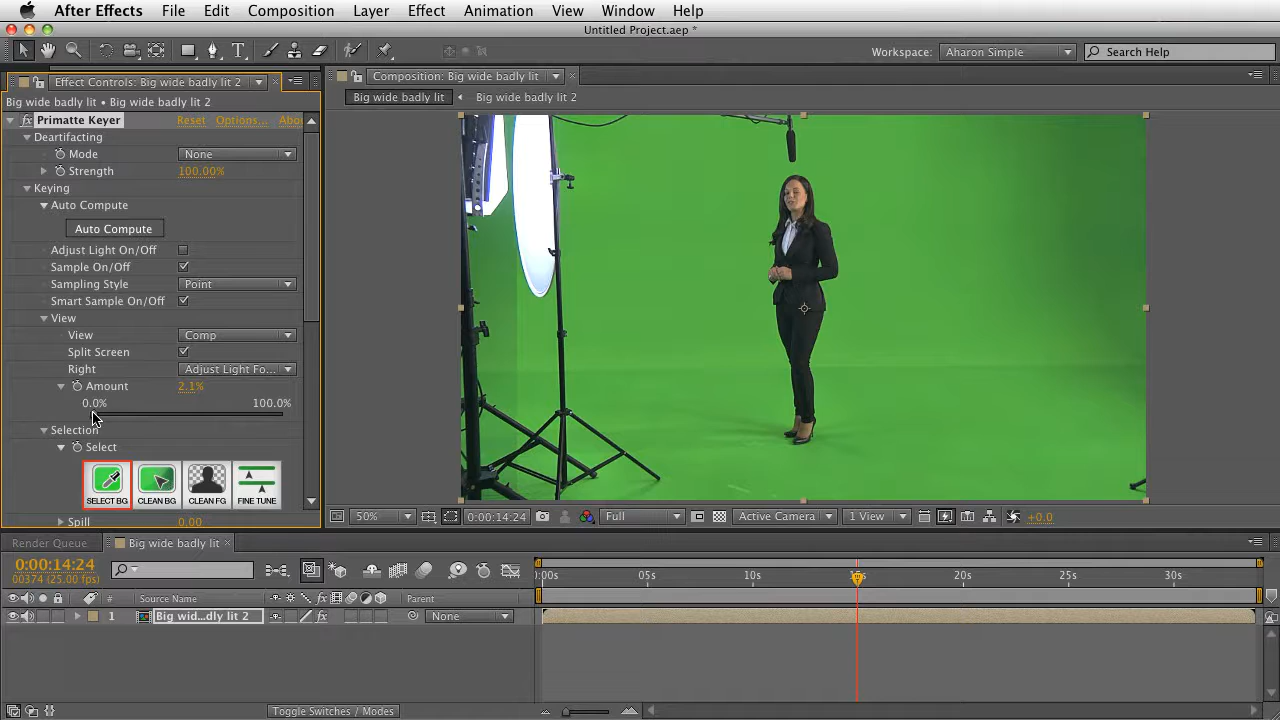 After Effects File Edit Composition Layer Effect Animation View Window Help
Untitled Project.aep *
Workspace: Aharon Simple Search Help
Effect Controls: Big wide badly lit 2
Composition: Big wide badly lit
Big wide badly lit Big wide badly lit 2
Big wide badly lit • Big wide badly lit 2
fx Primatte Keyer Reset Options... Abou
Deartifacting
Mode None
Strength 100.00%
Keying
Auto Compute
Auto Compute
Adjust Light On/Off
Sample On/Off
Sampling Style Point
Smart Sample On/Off
View
View Comp
Split Screen
Right Adjust Light Fo...
Amount 2.1%
0.0% 100.0%
Selection
Select
SELECT BG CLEAN BG CLEAN FG FINE TUNE
Spill 0.00
50% 0:00:14:24 Full Active Camera 1 View +0.0
Render Queue Big wide badly lit
0:00:14:24
00374 (25.00 fps)
:00s 05s 10s 15s 20s 25s 30s
# Source Name fx Parent
1 Big wid...dly lit 2 fx None
Toggle Switches / Modes